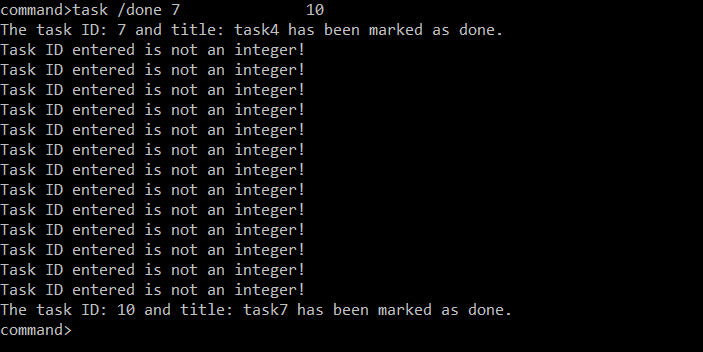 command>task /done 7              10
The task ID: 7 and title: task4 has been marked as done.
Task ID entered is not an integer!
Task ID entered is not an integer!
Task ID entered is not an integer!
Task ID entered is not an integer!
Task ID entered is not an integer!
Task ID entered is not an integer!
Task ID entered is not an integer!
Task ID entered is not an integer!
Task ID entered is not an integer!
Task ID entered is not an integer!
Task ID entered is not an integer!
Task ID entered is not an integer!
Task ID entered is not an integer!
The task ID: 10 and title: task7 has been marked as done.
command>